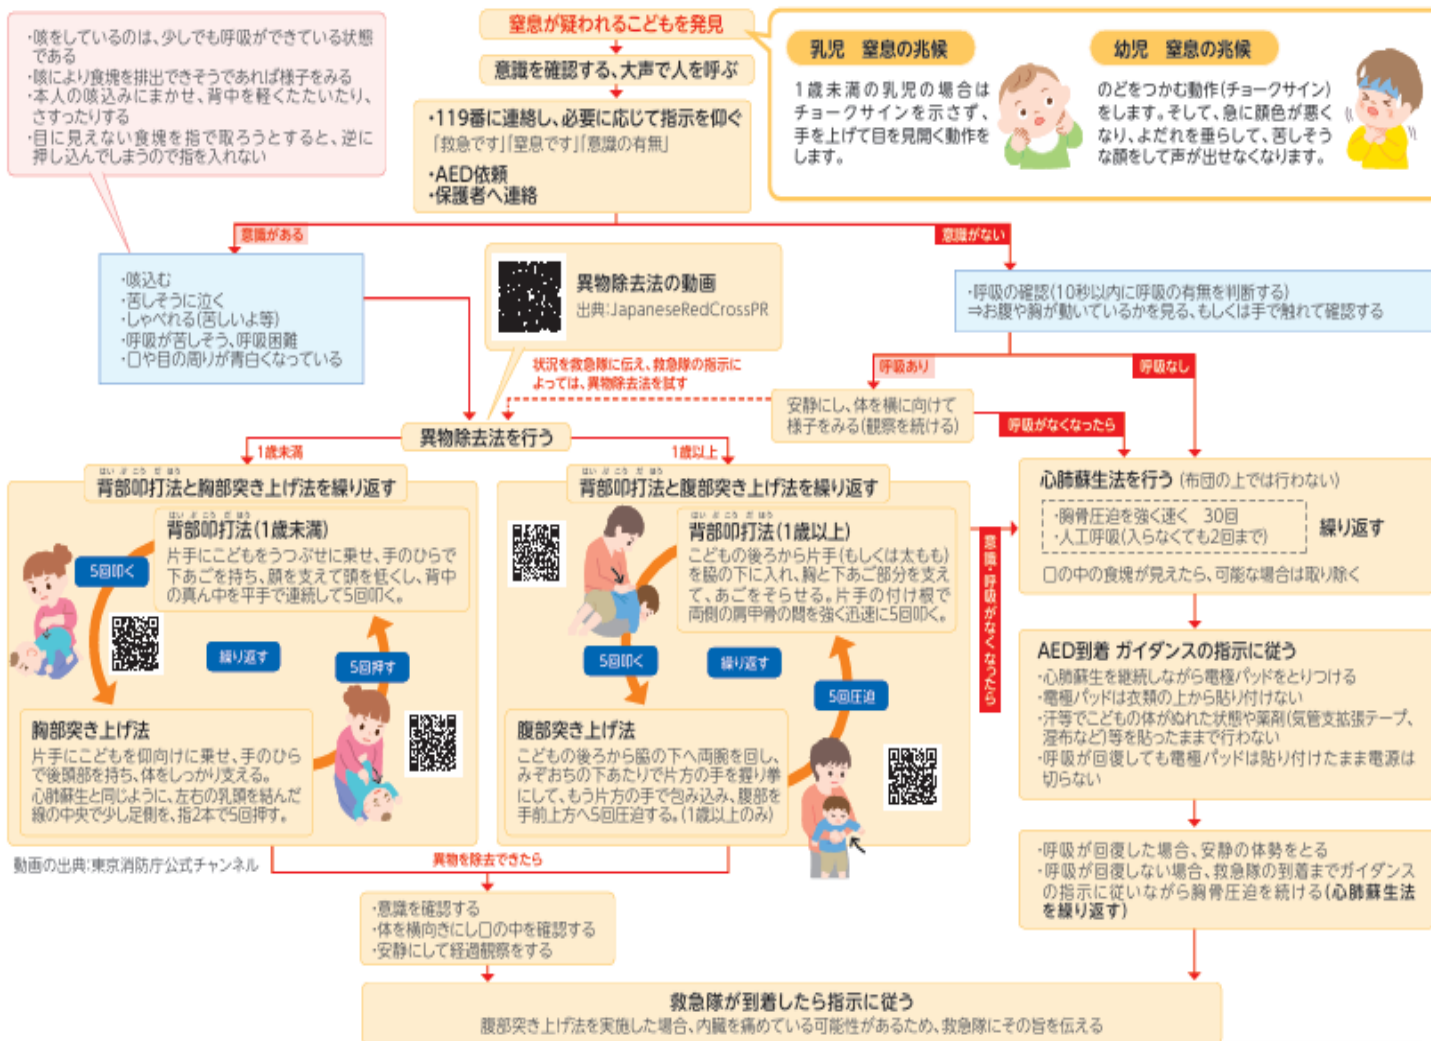 窒息が疑われるこどもを発見
意識を確認する、大声で人を呼ぶ
・119番に連絡し、必要に応じて指示を仰ぐ
「救急です」「窒息です」「意識の有無」
・AED依頼
・保護者へ連絡
乳児 窒息の兆候
1歳未満の乳児の場合は
チョークサインを示さず、
手を上げて目を見開く動作を
します。
幼児 窒息の兆候
のどをつかむ動作(チョークサイン)
をします。そして、急に顔色が悪く
なり、よだれを垂らして、苦しそう
な顔をして声が出せなくなります。
・咳をしているのは、少しでも呼吸ができている状態
である
・咳により食塊を排出できそうであれば様子をみる
・本人の咳込みにまかせ、背中を軽くたたいたり、
さすったりする
・目に見えない食塊を指で取ろうとすると、逆に
押し込んでしまうので指を入れない
意識がある
意識がない
・咳込む
・苦しそうに泣く
・しゃべれる(苦しいよ等)
・呼吸が苦しそう、呼吸困難
・口や目の周りが青白くなっている
異物除去法の動画
出典:JapaneseRedCrossPR
・呼吸の確認(10秒以内に呼吸の有無を判断する)
⇒お腹や胸が動いているかを見る、もしくは手で触れて確認する
状況を救急隊に伝え、救急隊の指示に
よっては、異物除去法を試す
呼吸あり
呼吸なし
安静にし、体を横に向けて
様子をみる(観察を続ける)
呼吸がなくなったら
異物除去法を行う
1歳未満
1歳以上
はいぶこうだほう
背部叩打法と胸部突き上げ法を繰り返す
はいぶこうだほう
背部叩打法(1歳未満)
片手にこどもをうつぶせに乗せ、手のひらで
下あごを持ち、顔を支えて頭を低くし、背中
の真ん中を平手で連続して5回叩く。
5回叩く
繰り返す
5回押す
胸部突き上げ法
片手にこどもを仰向けに乗せ、手のひら
で後頭部を持ち、体をしっかり支える。
心肺蘇生と同じように、左右の乳頭を結んだ
線の中央で少し足側を、指2本で5回押す。
動画の出典:東京消防庁公式チャンネル
はいぶこうだほう
背部叩打法と腹部突き上げ法を繰り返す
はいぶこうだほう
背部叩打法(1歳以上)
こどもの後ろから片手(もしくは太もも)
を脇の下に入れ、胸と下あご部分を支え
て、あごをそらせる。片手の付け根で
両側の肩甲骨の間を強く迅速に5回叩く。
5回叩く
繰り返す
5回圧迫
腹部突き上げ法
こどもの後ろから脇の下へ両腕を回し、
みぞおちの下あたりで片方の手を握り拳
にして、もう片方の手で包み込み、腹部を
手前上方へ5回圧迫する。(1歳以上のみ)
意識・呼吸がなくなったら
心肺蘇生法を行う (布団の上では行わない)
・胸骨圧迫を強く速く 30回
・人工呼吸(入らなくても2回まで)
繰り返す
口の中の食塊が見えたら、可能な場合は取り除く
AED到着 ガイダンスの指示に従う
・心肺蘇生を継続しながら電極パッドをとりつける
・電極パッドは衣類の上から貼り付けない
・汗等でこどもの体がぬれた状態や薬剤(気管支拡張テープ、
湿布など)等を貼ったままで行わない
・呼吸が回復しても電極パッドは貼り付けたまま電源は
切らない
・呼吸が回復した場合、安静の体勢をとる
・呼吸が回復しない場合、救急隊の到着までガイダンス
の指示に従いながら胸骨圧迫を続ける(心肺蘇生法
を繰り返す)
異物を除去できたら
・意識を確認する
・体を横向きにし口の中を確認する
・安静にして経過観察をする
救急隊が到着したら指示に従う
腹部突き上げ法を実施した場合、内臓を痛めている可能性があるため、救急隊にその旨を伝える